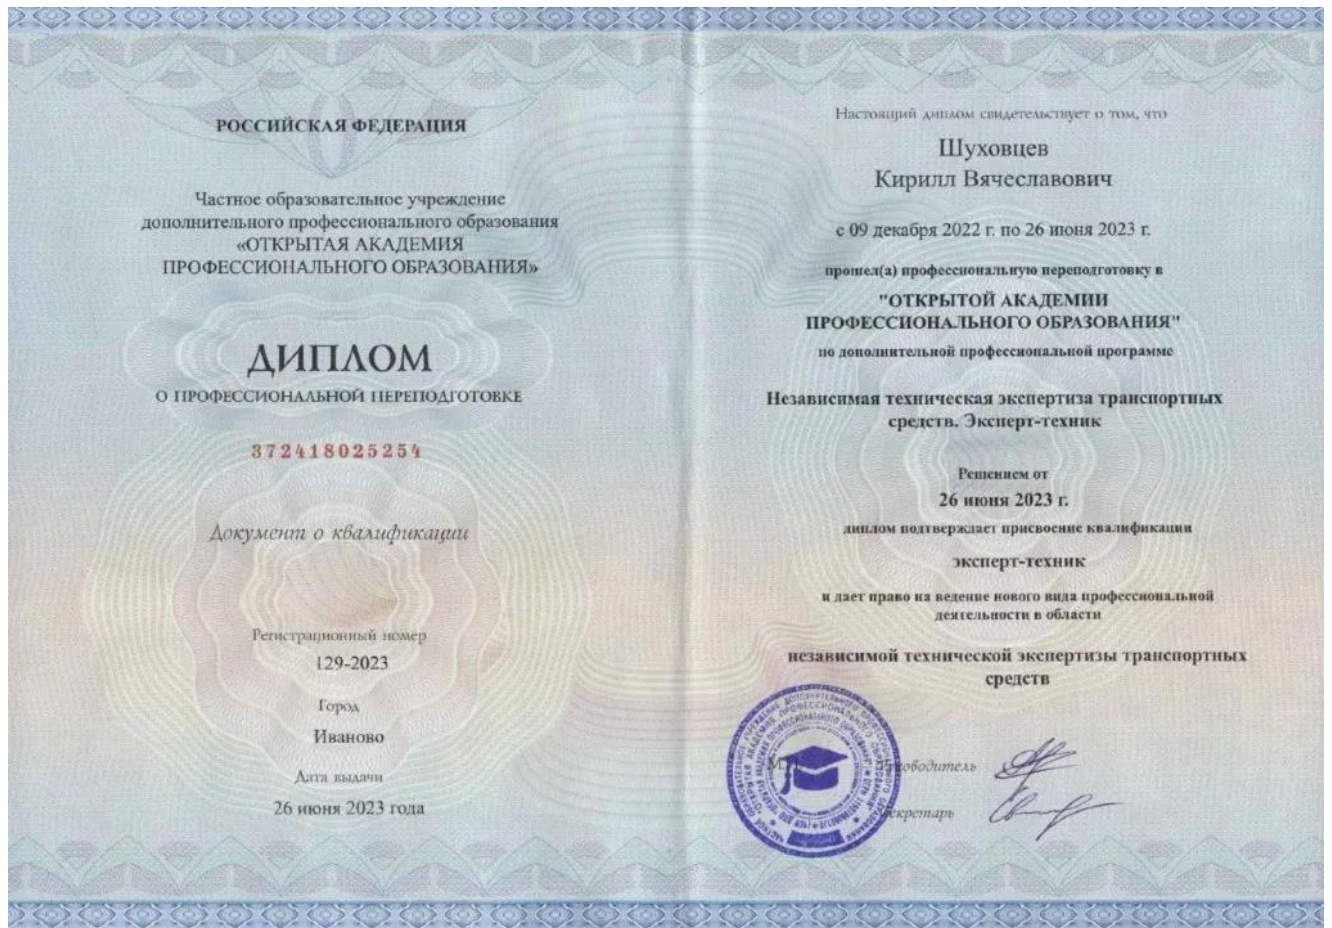 РОССИЙСКАЯ ФЕДЕРАЦИЯ
Частное образовательное учреждение
дополнительного профессионального образования
«ОТКРЫТАЯ АКАДЕМИЯ
ПРОФЕССИОНАЛЬНОГО ОБРАЗОВАНИЯ»
ДИПЛОМ
О ПРОФЕССИОНАЛЬНОЙ ПЕРЕПОДГОТОВКЕ
372418025254
Документ о квалификации
Регистрационный номер
129-2023
Город
Иваново
Дата выдачи
26 июня 2023 года
Настоящий диплом свидетельствует о том, что
Шуховцев
Кирилл Вячеславович
с 09 декабря 2022 г. по 26 июня 2023 г.
прошел(а) профессиональную переподготовку в
"ОТКРЫТОЙ АКАДЕМИИ
ПРОФЕССИОНАЛЬНОГО ОБРАЗОВАНИЯ"
по дополнительной профессиональной программе
Независимая техническая экспертиза транспортных
средств. Эксперт-техник
Решением от
26 июня 2023 г.
диплом подтверждает присвоение квалификации
эксперт-техник
и дает право на ведение нового вида профессиональной
деятельности в области
независимой технической экспертизы транспортных
средств
М.П.
Руководитель
Секретарь